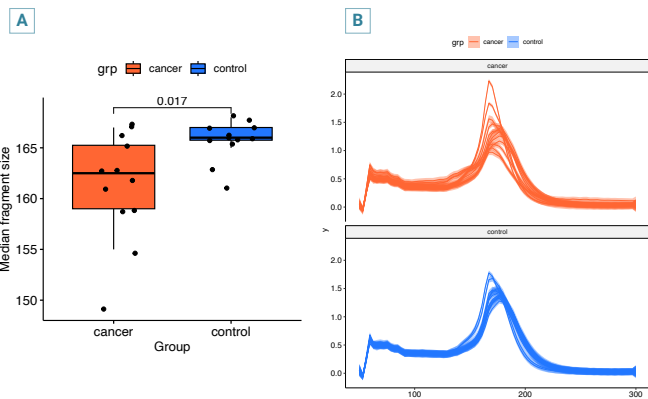 A
grp cancer control
0.017
165
160
155
150
Median fragment size
cancer control
Group
B
grp cancer control
cancer
2.0
1.5
1.0
0.5
0.0
y
control
2.0
1.5
1.0
0.5
0.0
100 200 300